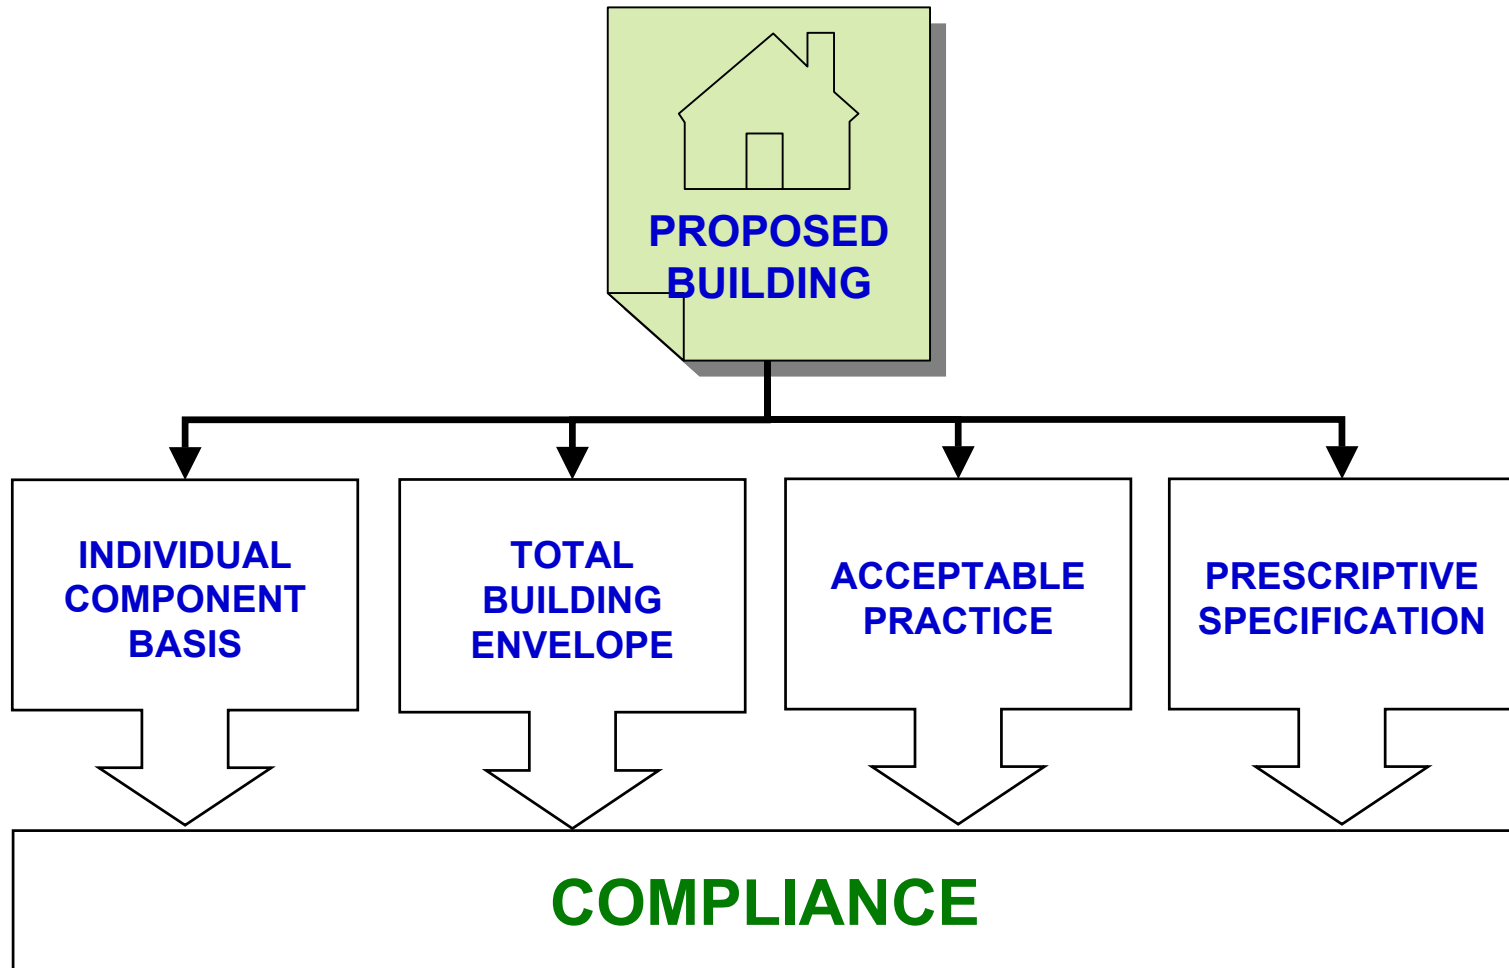 PROPOSED
BUILDING
INDIVIDUAL
COMPONENT
BASIS
TOTAL
BUILDING
ENVELOPE
ACCEPTABLE
PRACTICE
PRESCRIPTIVE
SPECIFICATION
COMPLIANCE